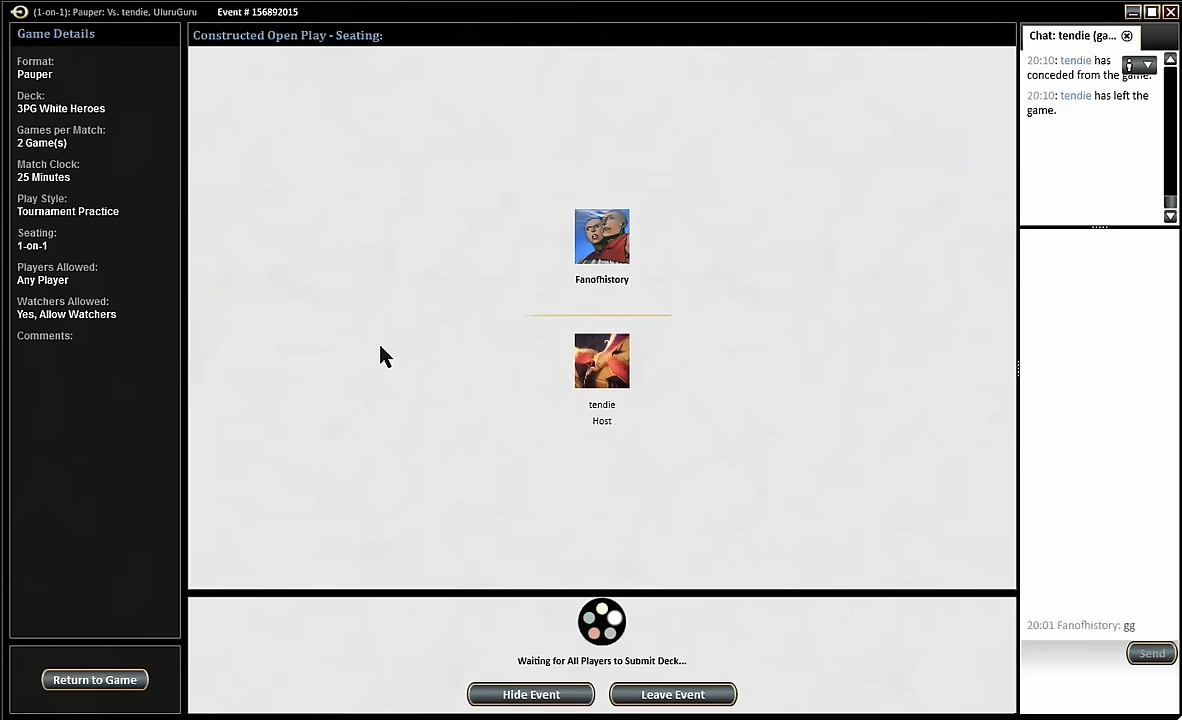 (1-on-1): Pauper: Vs. tendie, UluruGuru Event # 156892015
Game Details
Format:
Pauper
Deck:
3PG White Heroes
Games per Match:
2 Game(s)
Match Clock:
25 Minutes
Play Style:
Tournament Practice
Seating:
1-on-1
Players Allowed:
Any Player
Watchers Allowed:
Yes, Allow Watchers
Comments:
Return to Game
Constructed Open Play - Seating:
Fanofhistory
tendie
Host
Waiting for All Players to Submit Deck...
Hide Event Leave Event
Chat: tendie (ga...
20:10: tendie has
conceded from the game.
20:10: tendie has left the
game.
20:01 Fanofhistory: gg
Send